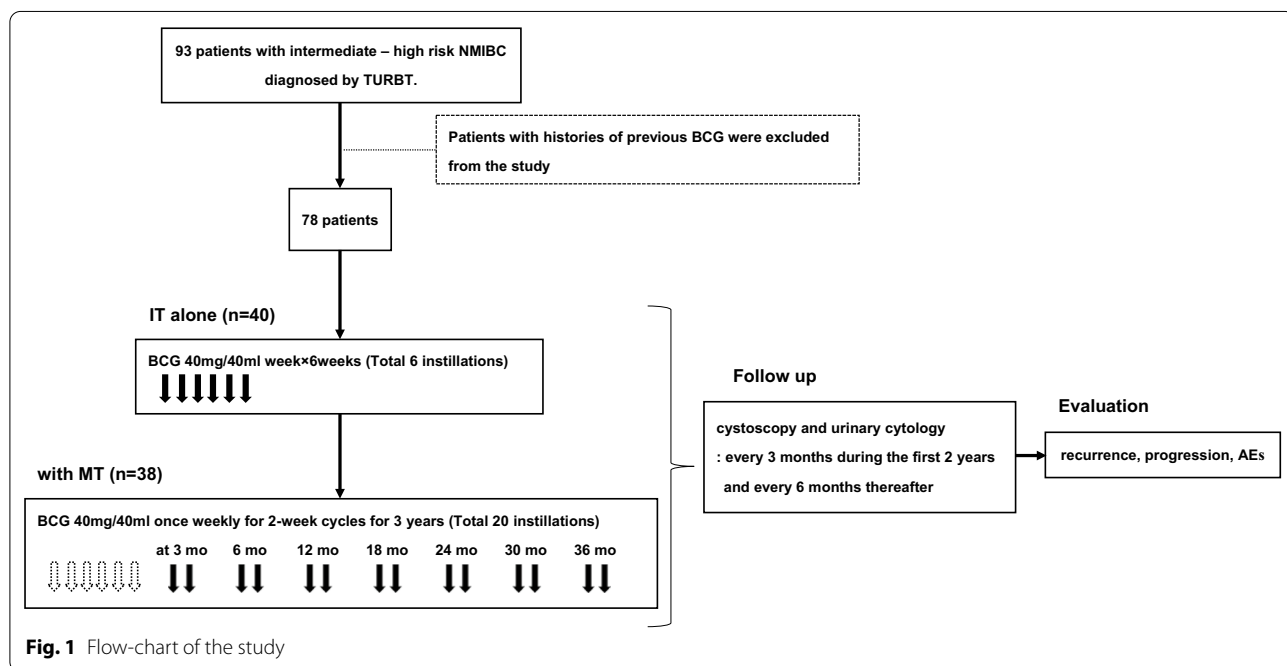 93 patients with intermediate – high risk NMIBC
diagnosed by TURBT.
Patients with histories of previous BCG were excluded
from the study
78 patients
IT alone (n=40)
BCG 40mg/40ml week×6weeks (Total 6 instillations)
with MT (n=38)
BCG 40mg/40ml once weekly for 2-week cycles for 3 years (Total 20 instillations)
at 3 mo 6 mo 12 mo 18 mo 24 mo 30 mo 36 mo
Follow up
cystoscopy and urinary cytology
: every 3 months during the first 2 years
and every 6 months thereafter
Evaluation
recurrence, progression, AEs
Fig. 1 Flow-chart of the study